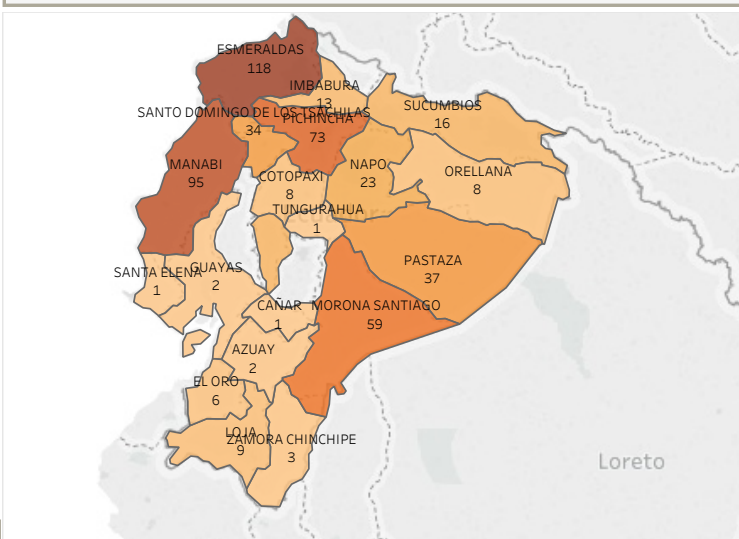 ESMERALDAS
118
IMBABURA
13
SANTO DOMINGO DE LOS TSACHILAS
34
PICHINCHA
73
SUCUMBIOS
16
MANABI
95
COTOPAXI
8
NAPO
23
ORELLANA
8
TUNGURAHUA
1
PASTAZA
37
SANTA ELENA
1
GUAYAS
2
CAÑAR
1
MORONA SANTIAGO
59
AZUAY
2
EL ORO
6
LOJA
9
ZAMORA CHINCHIPE
3
Loreto